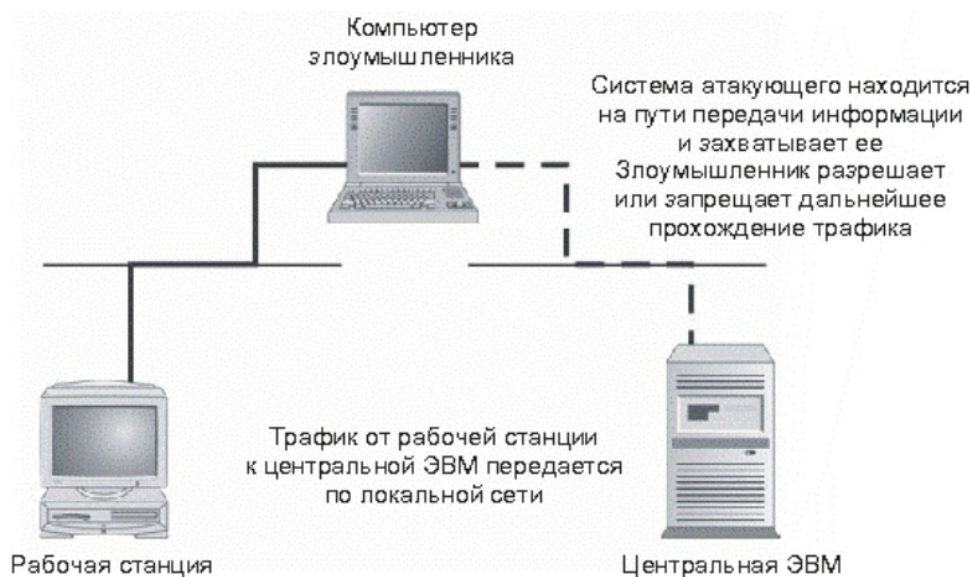 Компьютер
злоумышленника
Система атакующего находится
на пути передачи информации
и захватывает ее
Злоумышленник разрешает
или запрещает дальнейшее
прохождение трафика
Трафик от рабочей станции
к центральной ЭВМ передается
по локальной сети
Рабочая станция
Центральная ЭВМ